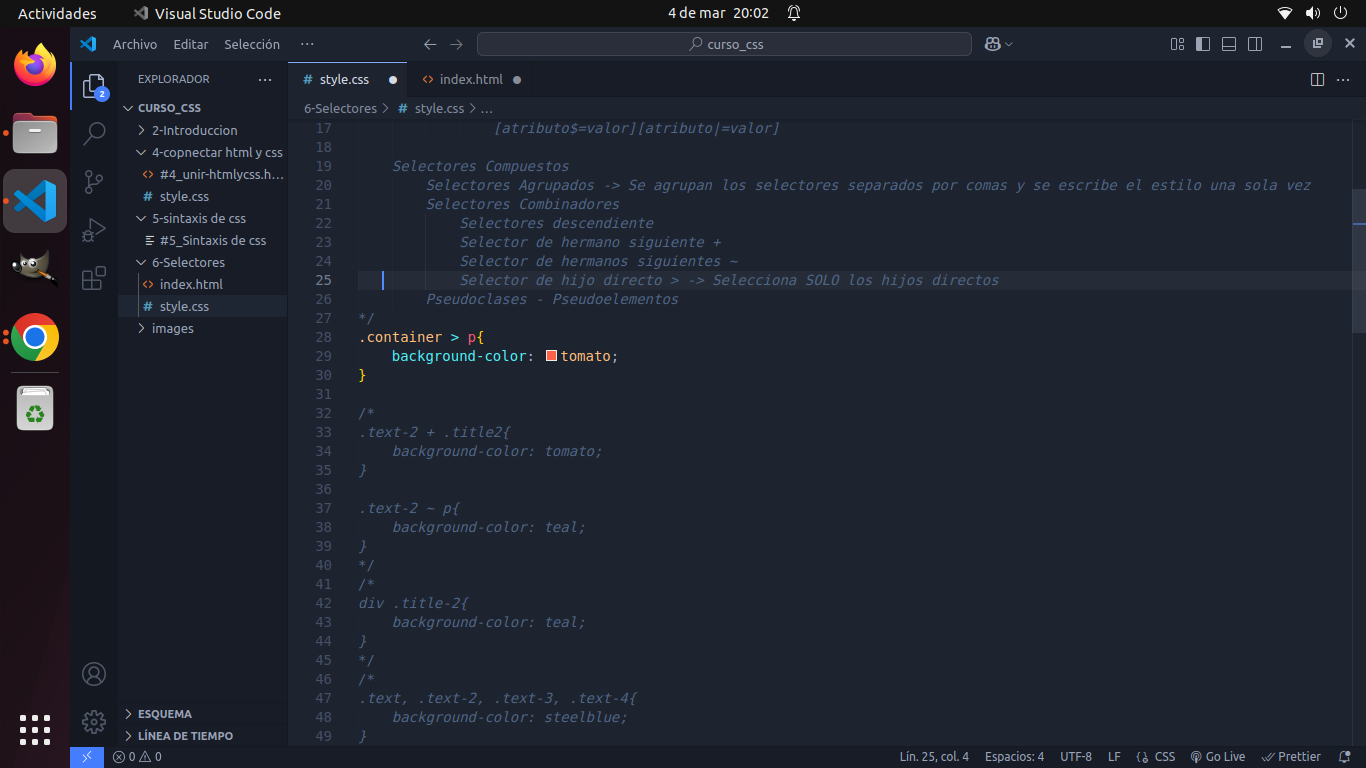 Actividades
Visual Studio Code
4 de mar 20:02
Archivo Editar Selección ···
curso_css
EXPLORADOR ···
CURSO_CSS
2-Introduccion
4-copnectar html y css
#4_unir-htmlycss.h...
style.css
5-sintaxis de css
#5_Sintaxis de css
6-Selectores
index.html
style.css
images
ESQUEMA
LÍNEA DE TIEMPO
2
# style.css
<> index.html
6-Selectores > # style.css > ...
17 [atributo$=valor][atributo|=valor]
18
19 Selectores Compuestos
20 Selectores Agrupados -> Se agrupan los selectores separados por comas y se escribe el estilo una sola vez
21 Selectores Combinadores
22 Selectores descendiente
23 Selector de hermano siguiente +
24 Selector de hermanos siguientes ~
25 Selector de hijo directo > -> Selecciona SOLO los hijos directos
26 Pseudoclases - Pseudoelementos
27 */
28 .container > p{
29 background-color: tomato;
30 }
31
32 /*
33 .text-2 + .title2{
34 background-color: tomato;
35 }
36
37 .text-2 ~ p{
38 background-color: teal;
39 }
40 */
41 /*
42 div .title-2{
43 background-color: teal;
44 }
45 */
46 /*
47 .text, .text-2, .text-3, .text-4{
48 background-color: steelblue;
49 }
0 0
Lín. 25, col. 4
Espacios: 4
UTF-8
LF
{} CSS
Go Live
Prettier